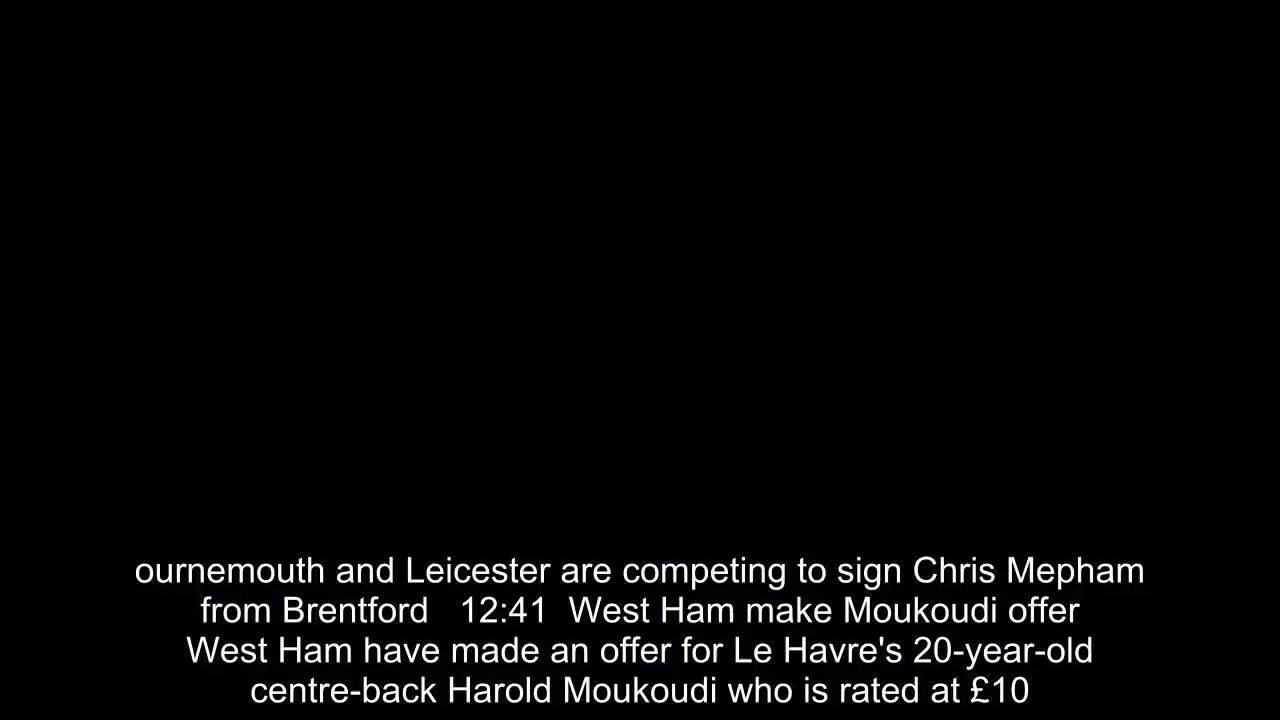 ournemouth and Leicester are competing to sign Chris Mepham
from Brentford   12:41  West Ham make Moukoudi offer
West Ham have made an offer for Le Havre's 20-year-old
centre-back Harold Moukoudi who is rated at £10